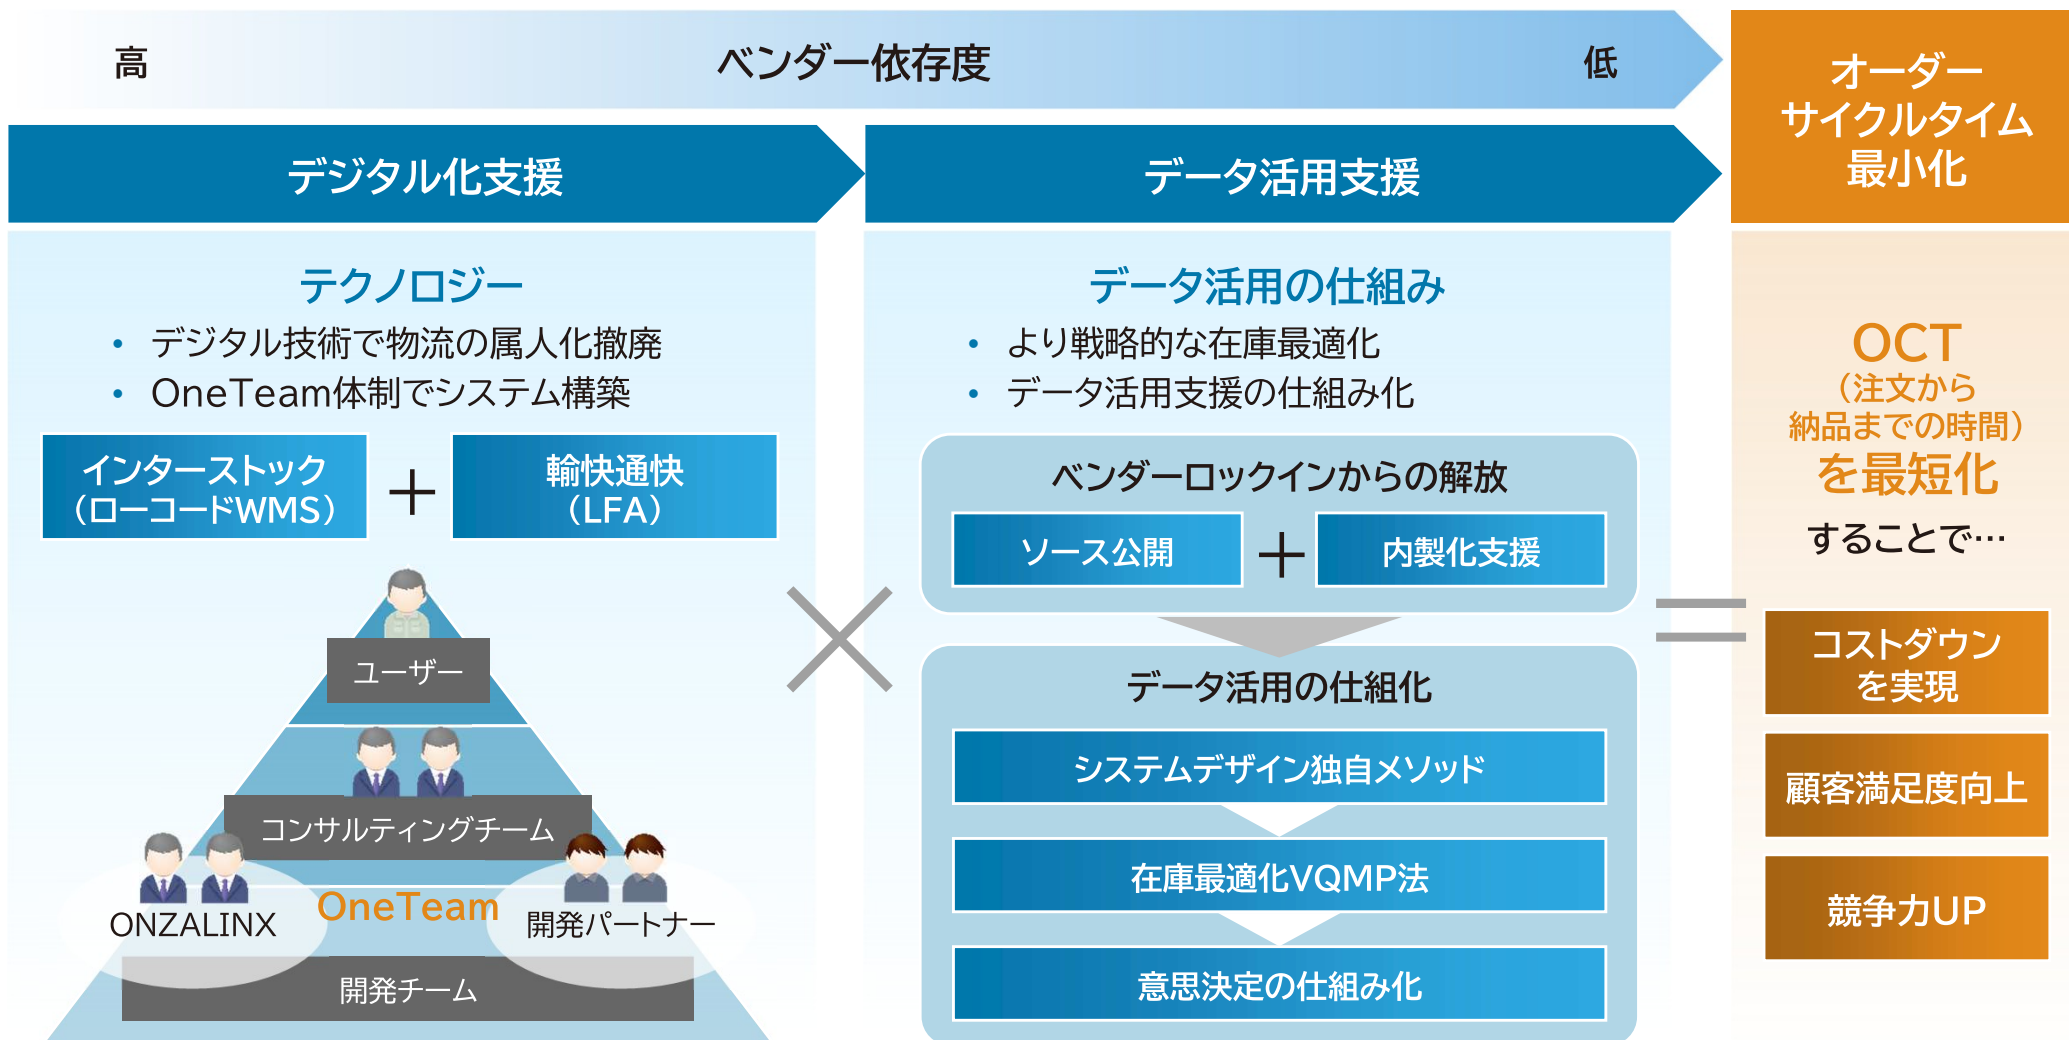 高 ベンダー依存度 低
オーダー
サイクルタイム
最小化
デジタル化支援
データ活用支援
テクノロジー
• デジタル技術で物流の属人化撤廃
• OneTeam体制でシステム構築
インターストック
（ローコードWMS）
＋
輸快通快
（LFA）
ユーザー
コンサルティングチーム
ONZALINX
OneTeam
開発パートナー
開発チーム
×
データ活用の仕組み
• より戦略的な在庫最適化
• データ活用支援の仕組み化
ベンダーロックインからの解放
ソース公開 ＋ 内製化支援
データ活用の仕組化
システムデザイン独自メソッド
在庫最適化VQMP法
意思決定の仕組み化
＝
OCT
（注文から
納品までの時間）
を最短化
することで…
コストダウン
を実現
顧客満足度向上
競争力UP